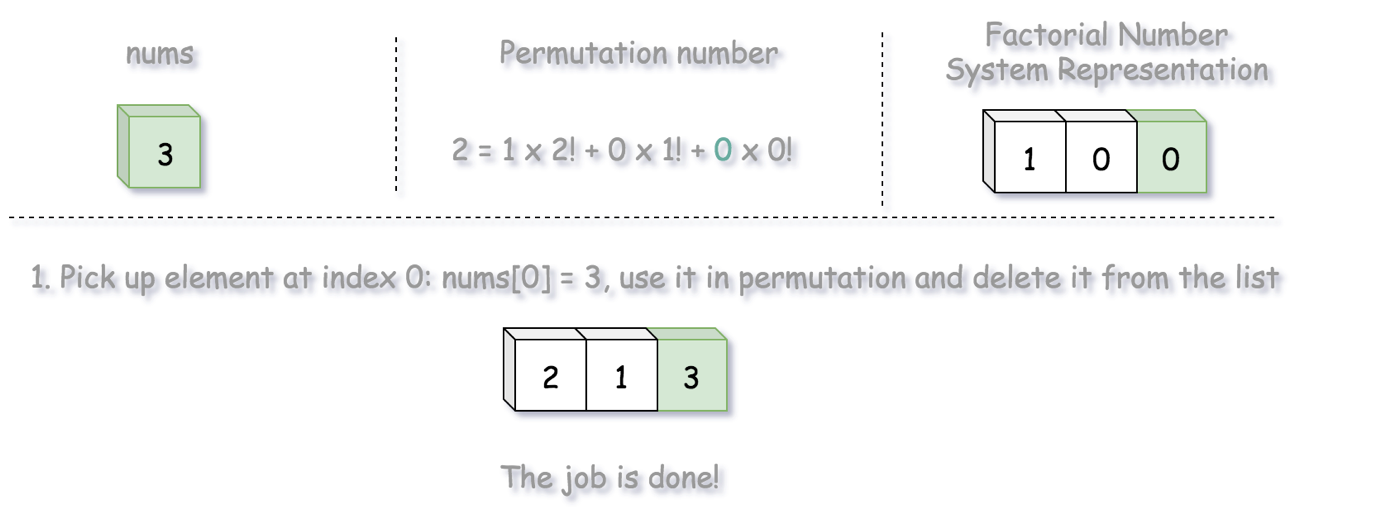 nums
Permutation number
Factorial Number
System Representation
3
2 = 1 x 2! + 0 x 1! + 0 x 0!
1 0 0
1. Pick up element at index 0: nums[0] = 3, use it in permutation and delete it from the list
2 1 3
The job is done!